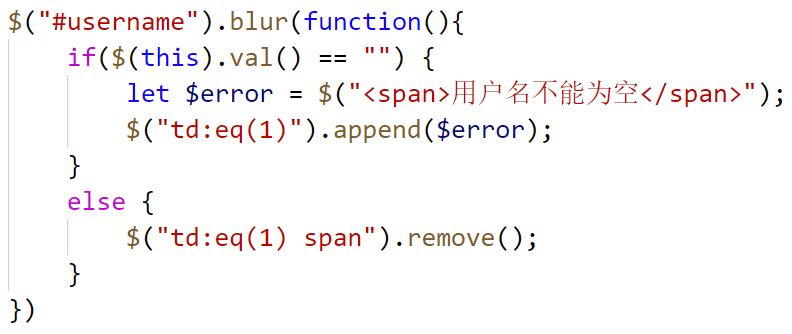 $("#username").blur(function(){
    if($(this).val() == "") {
        let $error = $("<span>用户名不能为空</span>");
        $("td:eq(1)").append($error);
    }
    else {
        $("td:eq(1) span").remove();
    }
})